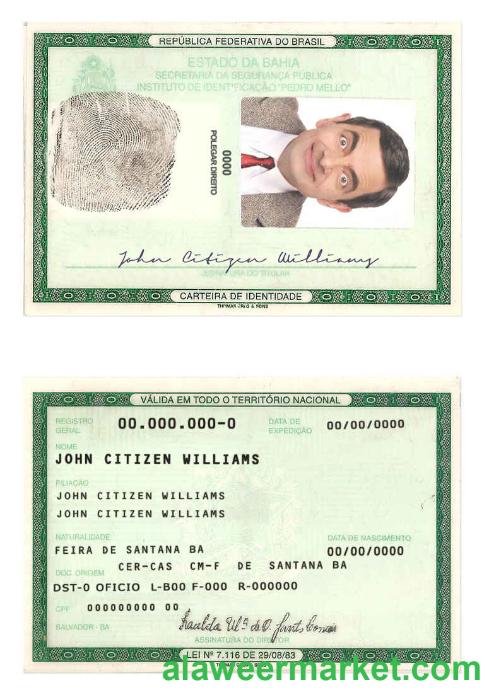 REPÚBLICA FEDERATIVA DO BRASIL
ESTADO DA BAHIA
SECRETARIA DA SEGURANÇA PÚBLICA
INSTITUTO DE IDENTIFICAÇÃO "PEDRO MELLO"
0000
POLEGAR DIREITO
John Citizen Williams
ASSINATURA DO TITULAR
CARTEIRA DE IDENTIDADE
VÁLIDA EM TODO O TERRITÓRIO NACIONAL
REGISTRO GERAL 00.000.000-0 DATA DE EXPEDIÇÃO 00/00/0000
NOME
JOHN CITIZEN WILLIAMS
FILIAÇÃO
JOHN CITIZEN WILLIAMS
JOHN CITIZEN WILLIAMS
NATURALIDADE DATA DE NASCIMENTO
FEIRA DE SANTANA BA 00/00/0000
DOC. ORIGEM CER-CAS CM-F DE SANTANA BA
DST-0 OFICIO L-B00 F-000 R-000000
CPF 000000000 00
SALVADOR - BA
ASSINATURA DO DIRETOR
LEI Nº 7.116 DE 29/08/83
alaweermarket.com